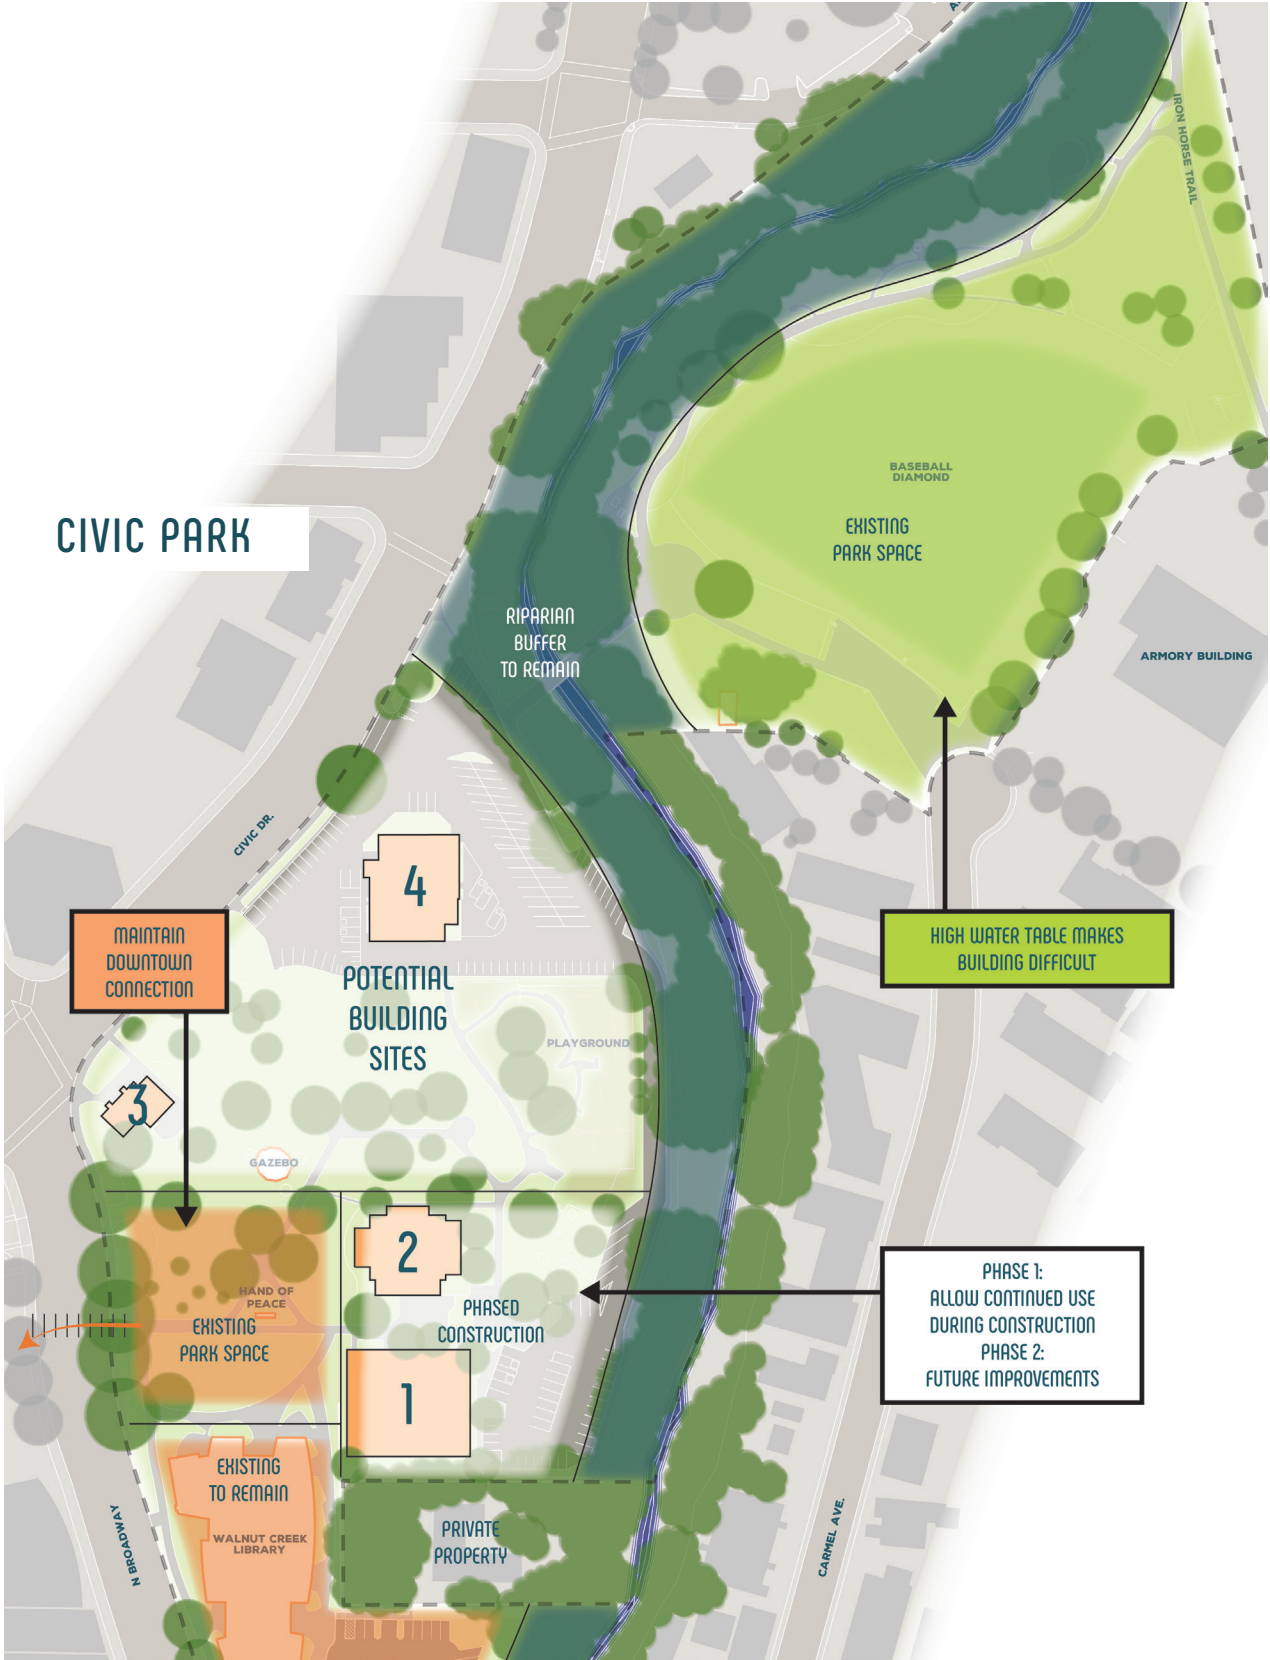 IRON HORSE TRAIL
BASEBALL
DIAMOND
EXISTING
PARK SPACE
CIVIC PARK
RIPARIAN
BUFFER
TO REMAIN
ARMORY BUILDING
CIVIC DR.
4
MAINTAIN
DOWNTOWN
CONNECTION
HIGH WATER TABLE MAKES
BUILDING DIFFICULT
POTENTIAL
BUILDING
SITES
PLAYGROUND
3
GAZEBO
2
HAND OF
PEACE
EXISTING
PARK SPACE
PHASED
CONSTRUCTION
PHASE 1:
ALLOW CONTINUED USE
DURING CONSTRUCTION
PHASE 2:
FUTURE IMPROVEMENTS
1
EXISTING
TO REMAIN
WALNUT CREEK
LIBRARY
PRIVATE
PROPERTY
N BROADWAY
CARMEL AVE.